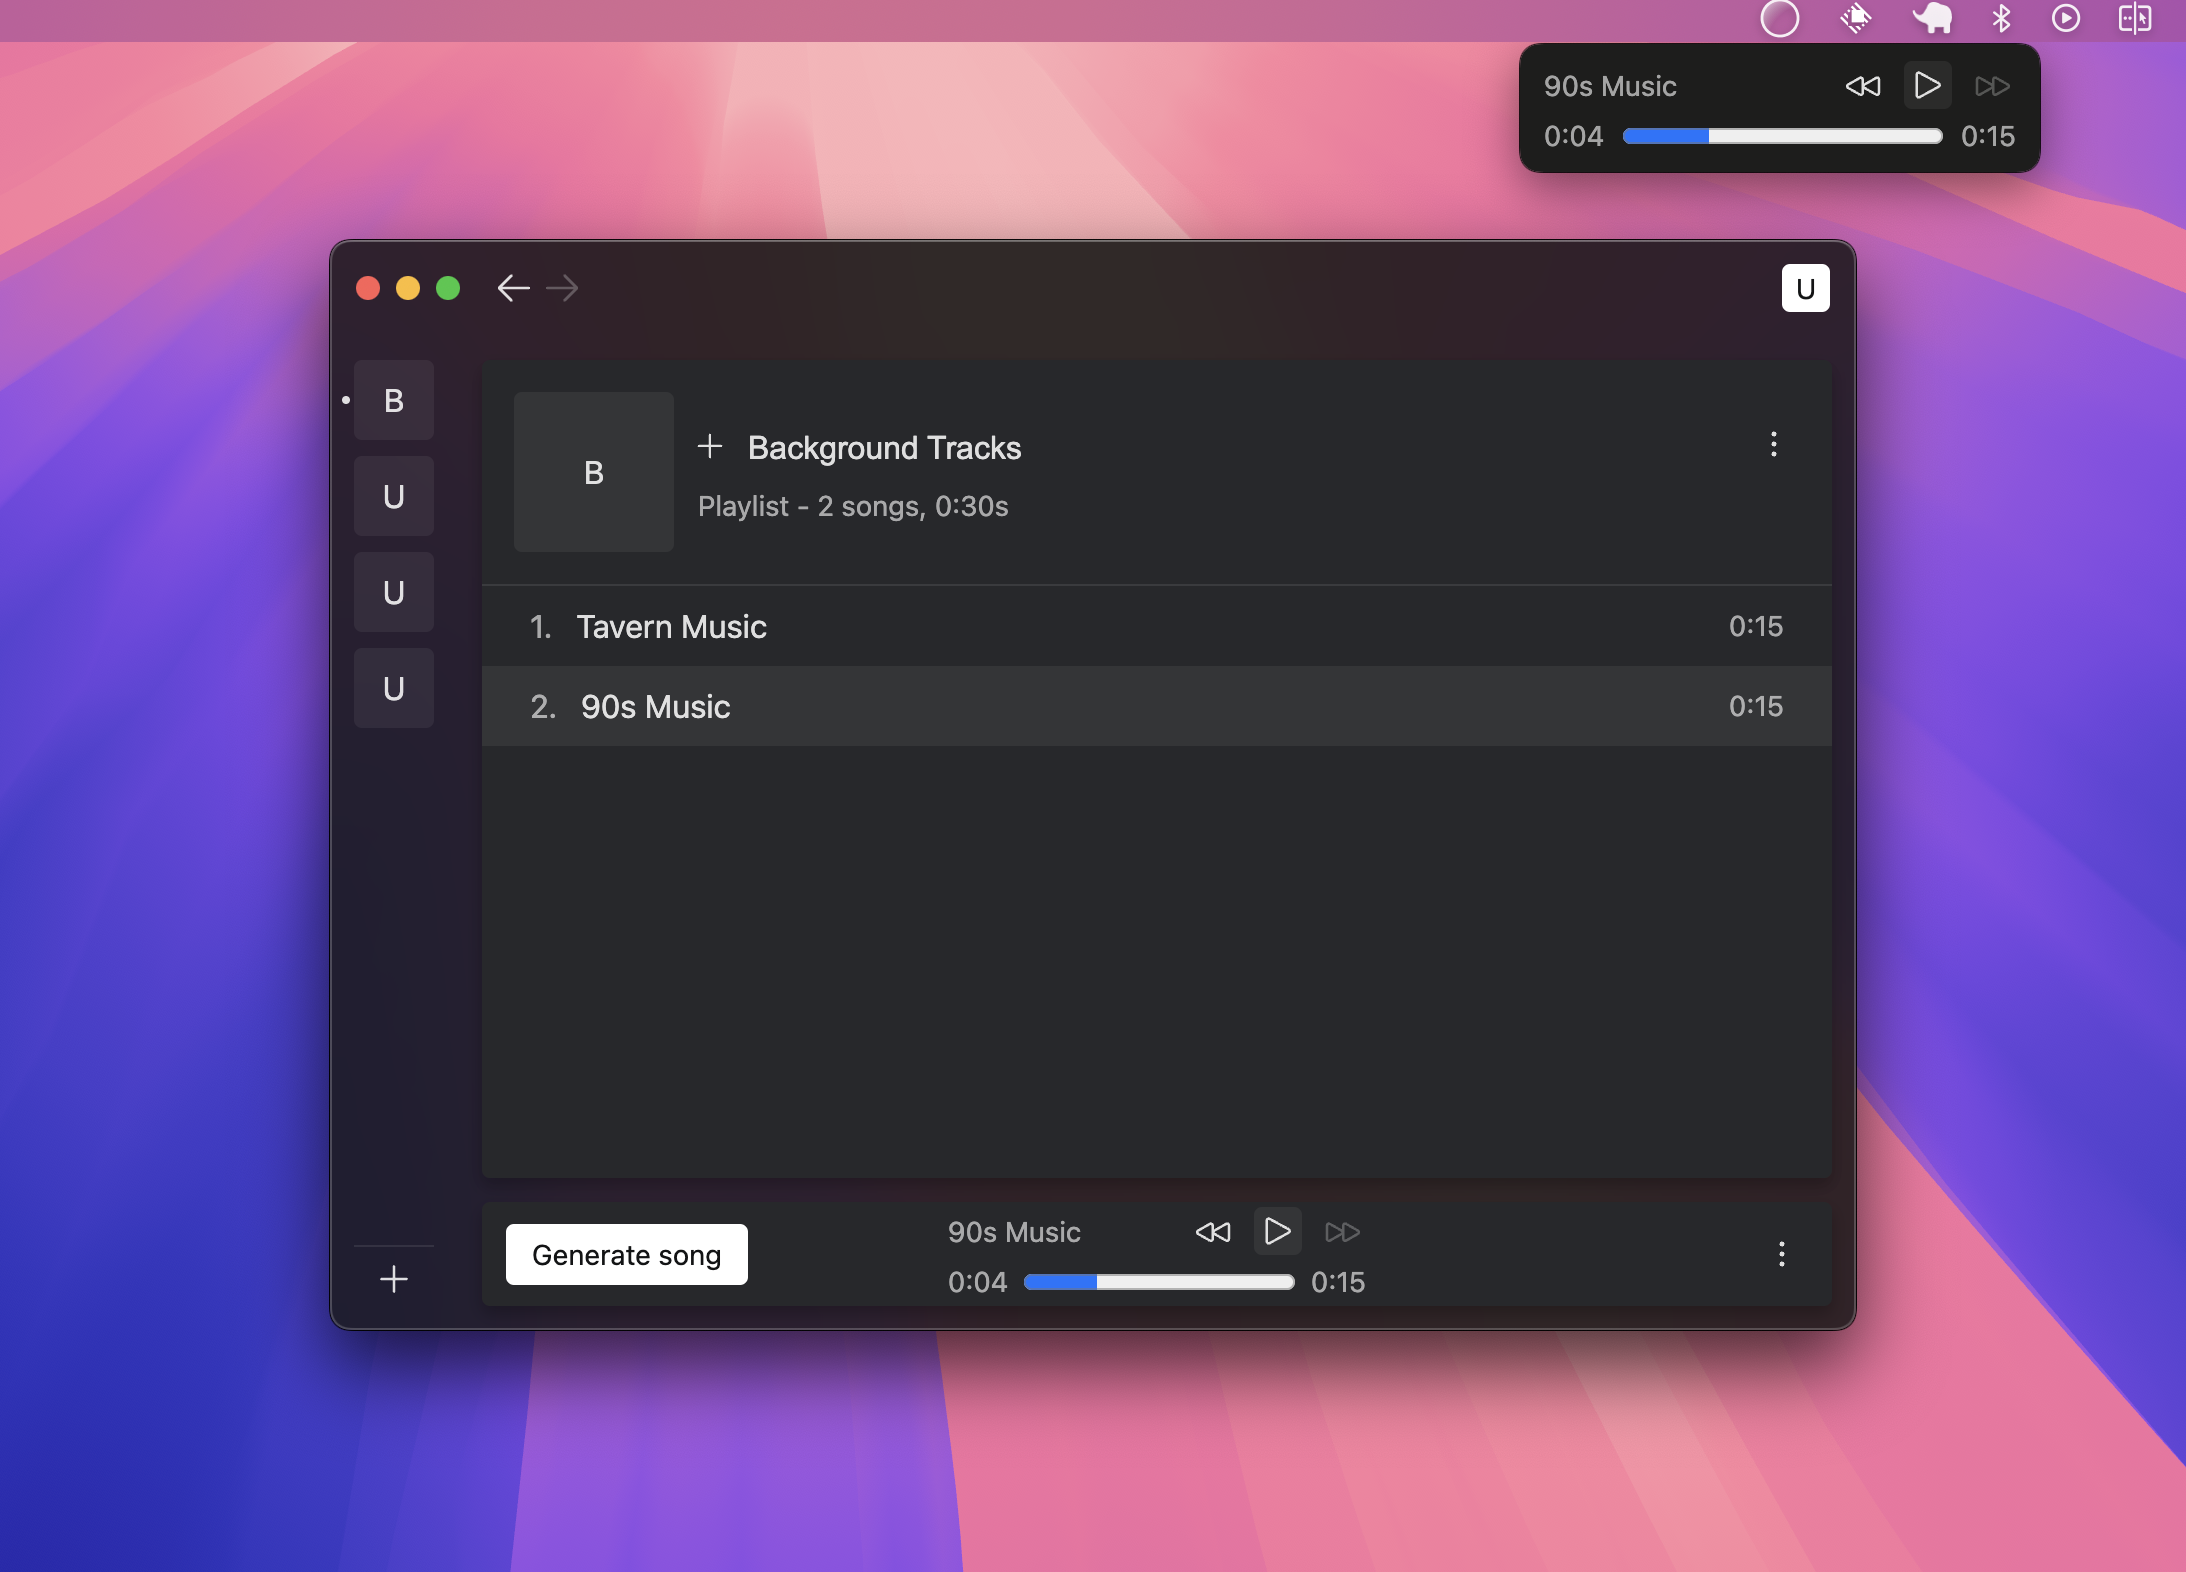 90s Music
0:04 0:15
U
B
U
U
U
B
Background Tracks
Playlist - 2 songs, 0:30s
1. Tavern Music 0:15
2. 90s Music 0:15
Generate song
90s Music
0:04 0:15